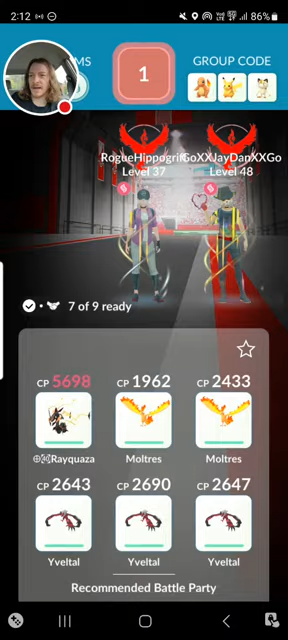 2:12
86%
MS
1
GROUP CODE
RogueHippogrif
GoXXJayDanXXGo
Level 37
Level 48
7 of 9 ready
CP 5698
CP 1962
CP 2433
Rayquaza
Moltres
Moltres
CP 2643
CP 2690
CP 2647
Yveltal
Yveltal
Yveltal
Recommended Battle Party